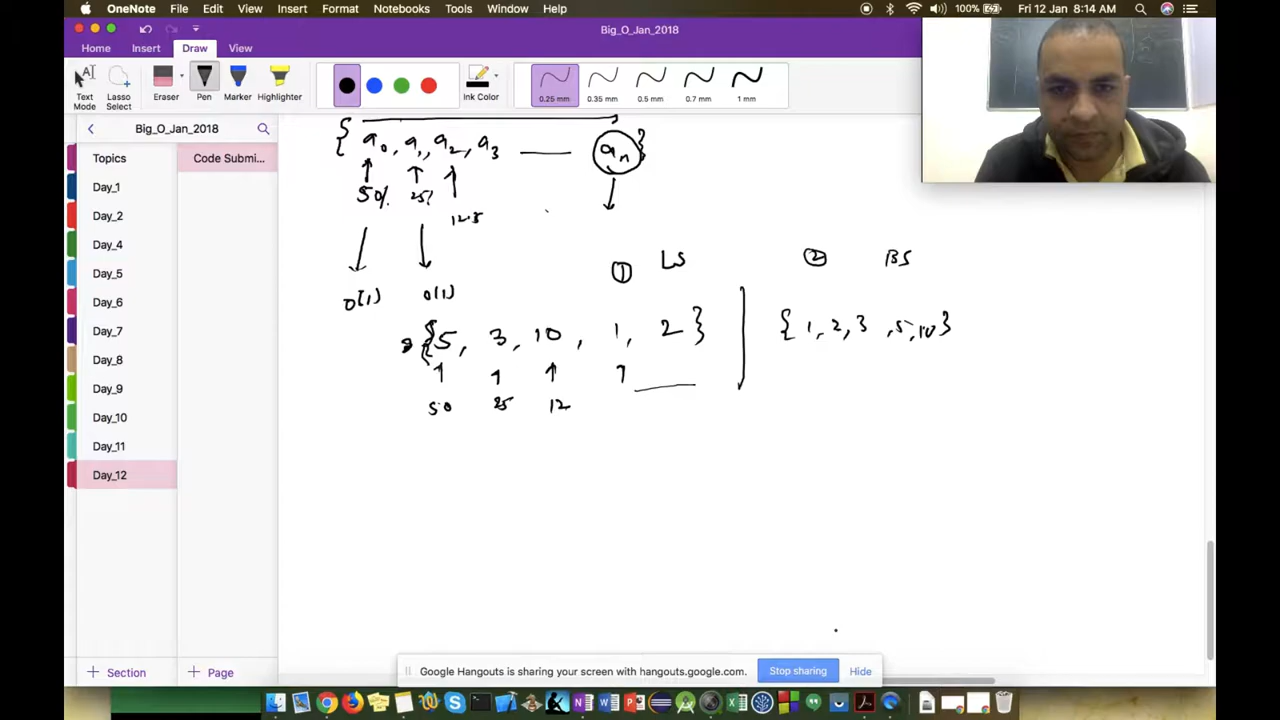 OneNote File Edit View Insert Format Notebooks Tools Window Help 100% Fri 12 Jan 8:14 AM
Big_O_Jan_2018
Home Insert Draw View
Text Mode Lasso Select Eraser Pen Marker Highlighter Ink Color 0.25 mm 0.35 mm 0.5 mm 0.7 mm 1 mm
Big_O_Jan_2018
Topics
Day_1
Day_2
Day_4
Day_5
Day_6
Day_7
Day_8
Day_9
Day_10
Day_11
Day_12
Section
Code Submi...
Page
{ a0, a1, a2, a3 — an }
50% 25% 12.5
O(1) O(1)
1 LS 2 BS
{5, 3, 10, 1, 2} {1, 2, 3, 5, 10}
50 25 12
Google Hangouts is sharing your screen with hangouts.google.com. Stop sharing Hide